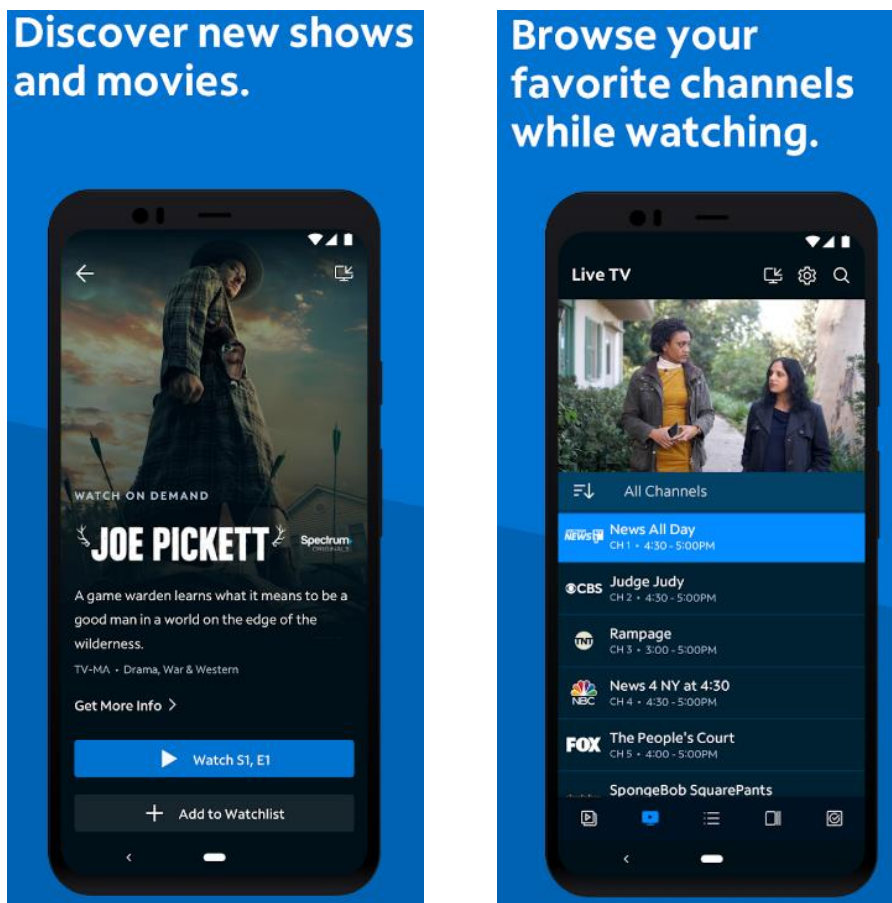 Discover new shows
and movies.
WATCH ON DEMAND
JOE PICKETT
Spectrum
ORIGINALS
A game warden learns what it means to be a
good man in a world on the edge of the
wilderness.
TV-MA • Drama, War & Western
Get More Info >
Watch S1, E1
Add to Watchlist
Browse your
favorite channels
while watching.
Live TV
All Channels
NEWS
News All Day
CH 1 • 4:30 - 5:00PM
CBS
Judge Judy
CH 2 • 4:30 - 5:00PM
TNT
Rampage
CH 3 • 3:00 - 5:00PM
NBC
News 4 NY at 4:30
CH 4 • 4:30 - 5:00PM
FOX
The People's Court
CH 5 • 4:00 - 5:00PM
SpongeBob SquarePants